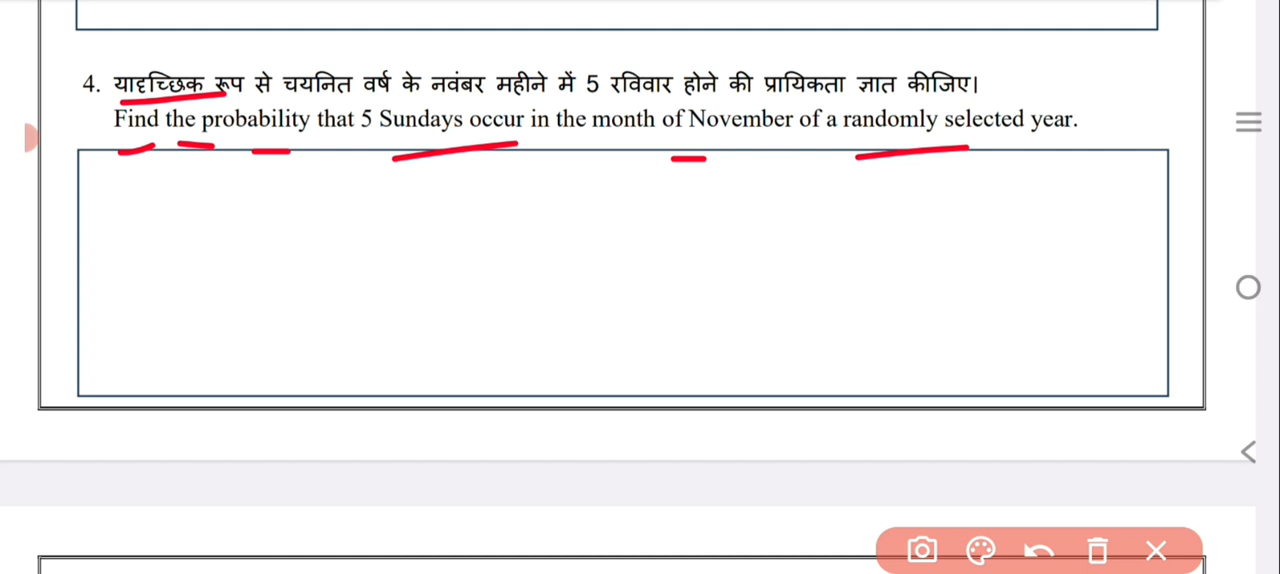 4. यादृच्छिक रूप से चयनित वर्ष के नवंबर महीने में 5 रविवार होने की प्रायिकता ज्ञात कीजिए।
Find the probability that 5 Sundays occur in the month of November of a randomly selected year.